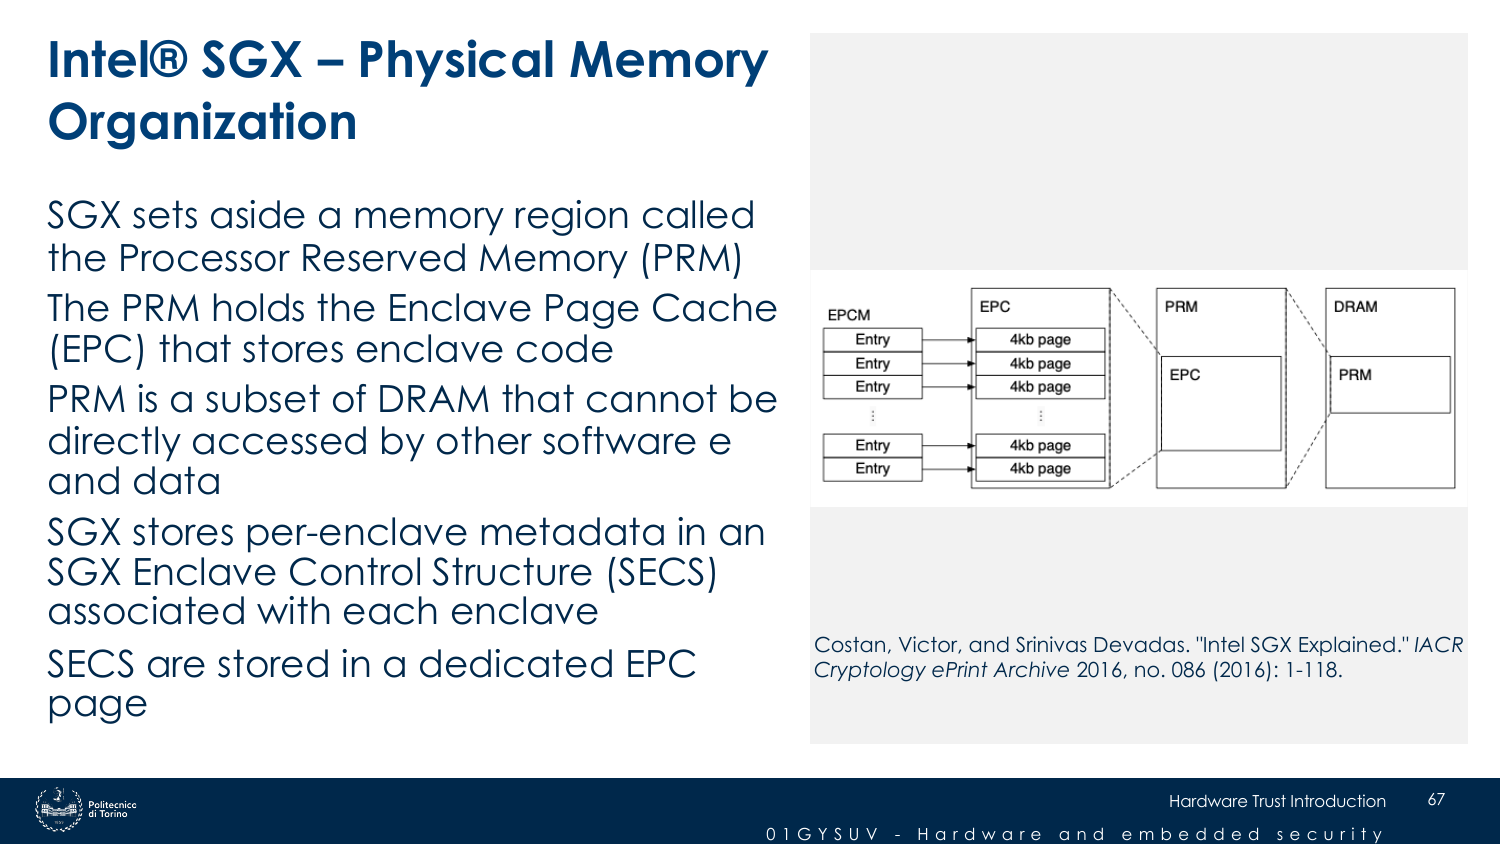 Intel® SGX – Physical Memory
Organization
SGX sets aside a memory region called
the Processor Reserved Memory (PRM)
The PRM holds the Enclave Page Cache
(EPC) that stores enclave code
PRM is a subset of DRAM that cannot be
directly accessed by other software e
and data
SGX stores per-enclave metadata in an
SGX Enclave Control Structure (SECS)
associated with each enclave
SECS are stored in a dedicated EPC
page
EPCM
Entry
Entry
Entry
Entry
Entry
EPC
4kb page
4kb page
4kb page
4kb page
4kb page
PRM
EPC
DRAM
PRM
Costan, Victor, and Srinivas Devadas. "Intel SGX Explained." IACR
Cryptology ePrint Archive 2016, no. 086 (2016): 1-118.
Politecnico
di Torino
Hardware Trust Introduction
67
01GYSUV - Hardware and embedded security